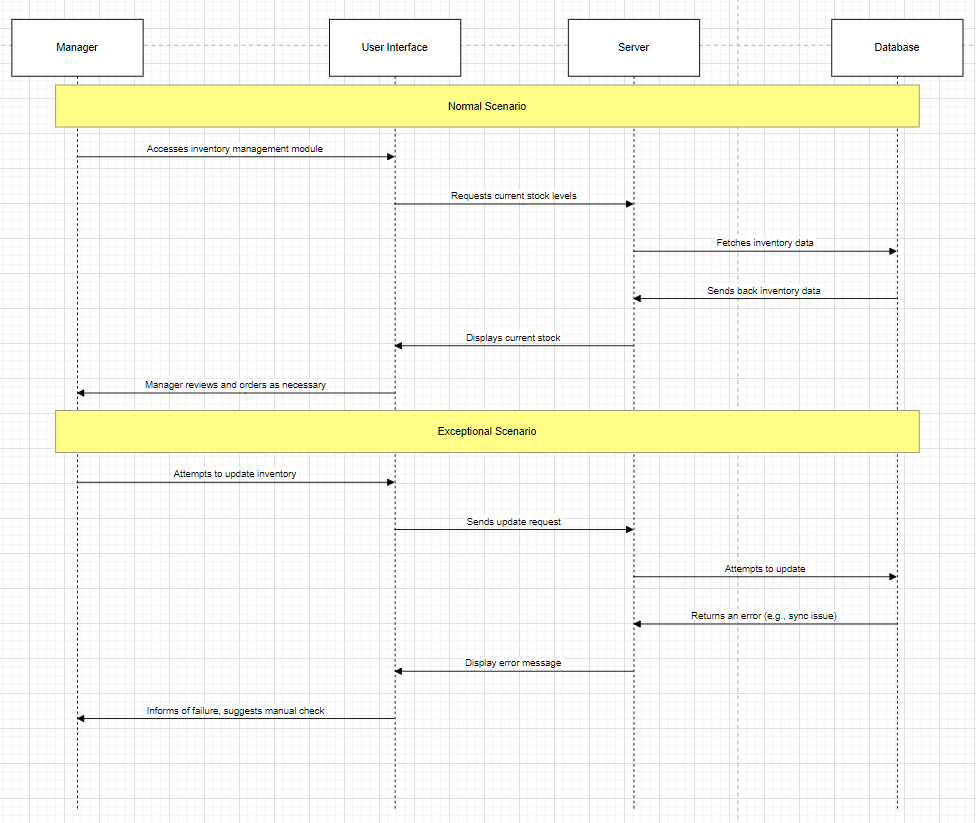 Manager
User Interface
Server
Database
Normal Scenario
Accesses inventory management module
Requests current stock levels
Fetches inventory data
Sends back inventory data
Displays current stock
Manager reviews and orders as necessary
Exceptional Scenario
Attempts to update inventory
Sends update request
Attempts to update
Returns an error (e.g., sync issue)
Display error message
Informs of failure, suggests manual check